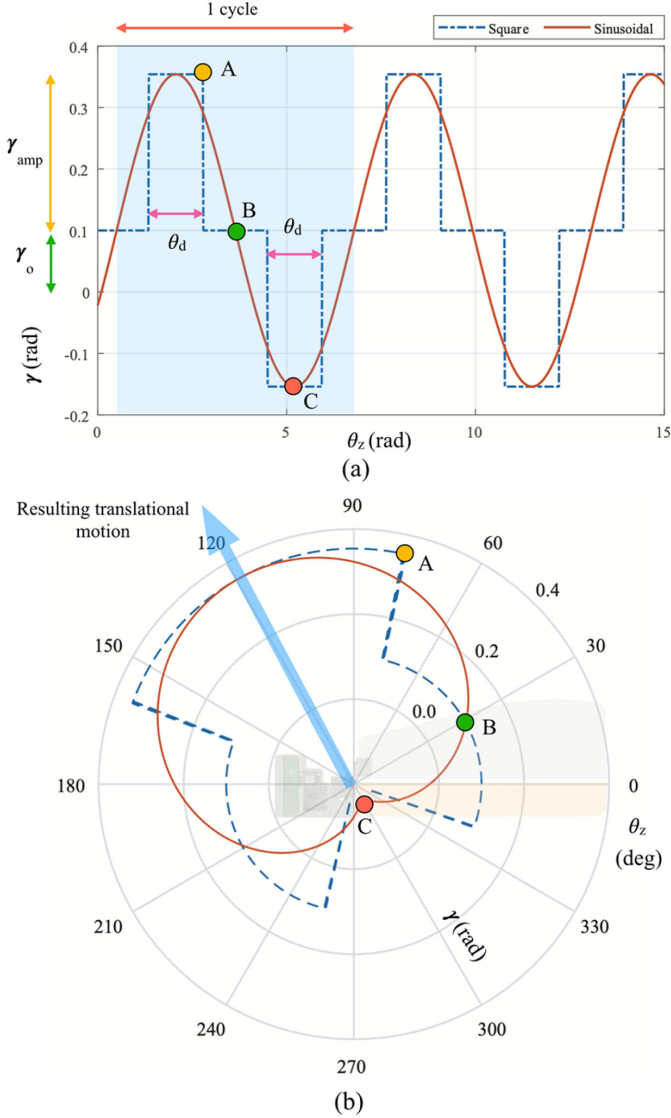 1 cycle
Square
Sinusoidal
0.4
0.3
0.2
0.1
0
-0.1
-0.2
γamp
γo
γ (rad)
A
B
C
θd
θd
0
5
10
15
θz (rad)
(a)
Resulting translational
motion
90
120
60
150
30
180
0
210
330
240
300
270
0.4
0.2
0.0
A
B
C
θz
(deg)
γ (rad)
(b)